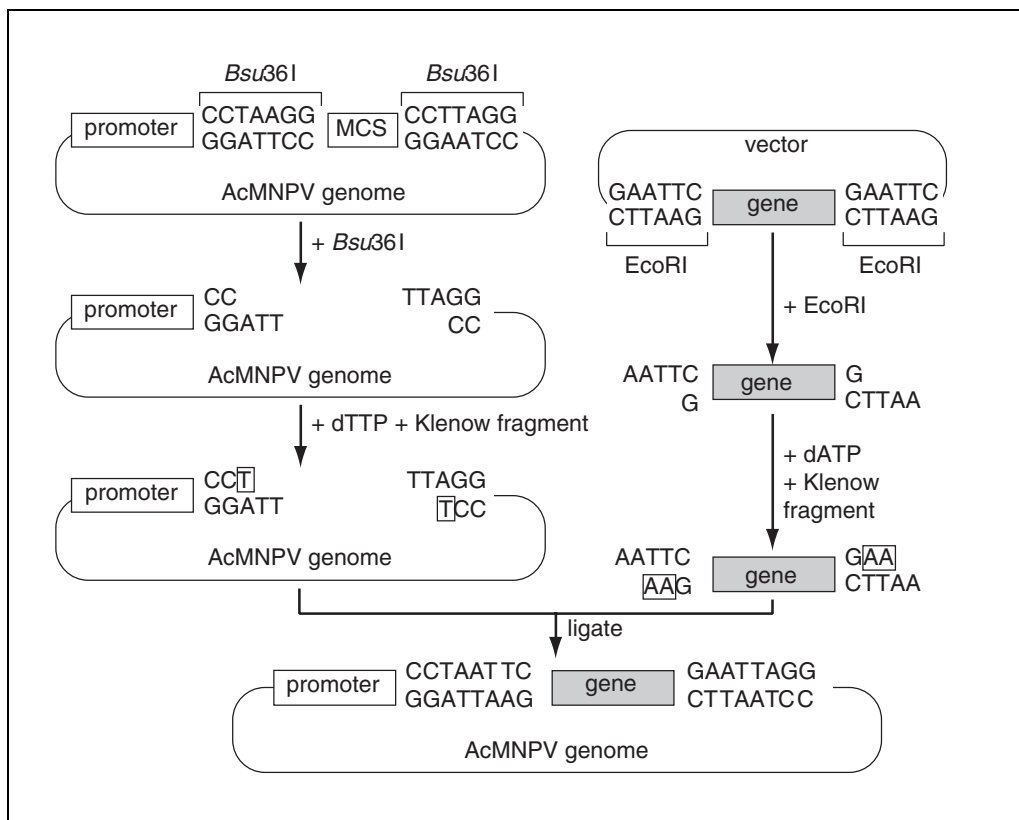 Bsu36I Bsu36I
promoter CCTAAGG MCS CCTTAGG
GGATTCC GGAATCC
AcMNPV genome
+ Bsu36I
promoter CC TTAGG
GGATT CC
AcMNPV genome
+ dTTP + Klenow fragment
promoter CCT TTAGG
GGATT TCC
AcMNPV genome
vector
GAATTC gene GAATTC
CTTAAG CTTAAG
EcoRI EcoRI
+ EcoRI
AATTC gene G
G CTTAA
+ dATP
+ Klenow
fragment
AATTC gene GAA
AAG CTTAA
ligate
promoter CCTAATTC gene GAATTAGG
GGATTAAG CTTAATCC
AcMNPV genome